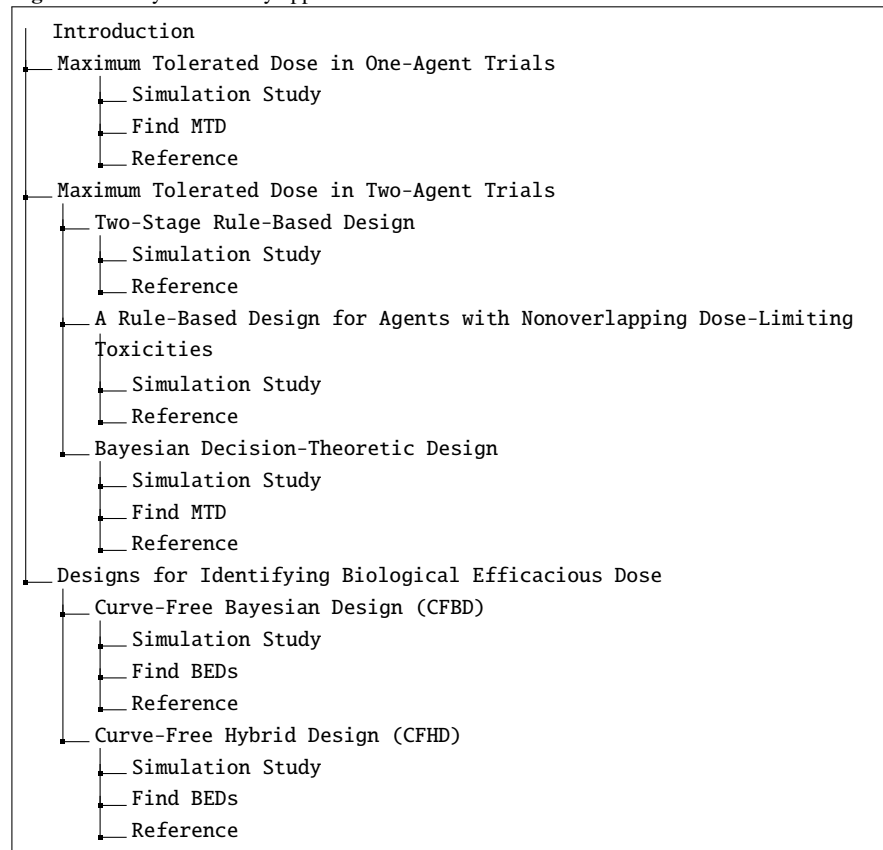 Introduction
Maximum Tolerated Dose in One-Agent Trials
Simulation Study
Find MTD
Reference
Maximum Tolerated Dose in Two-Agent Trials
Two-Stage Rule-Based Design
Simulation Study
Reference
A Rule-Based Design for Agents with Nonoverlapping Dose-Limiting
Toxicities
Simulation Study
Reference
Bayesian Decision-Theoretic Design
Simulation Study
Find MTD
Reference
Designs for Identifying Biological Efficacious Dose
Curve-Free Bayesian Design (CFBD)
Simulation Study
Find BEDs
Reference
Curve-Free Hybrid Design (CFHD)
Simulation Study
Find BEDs
Reference